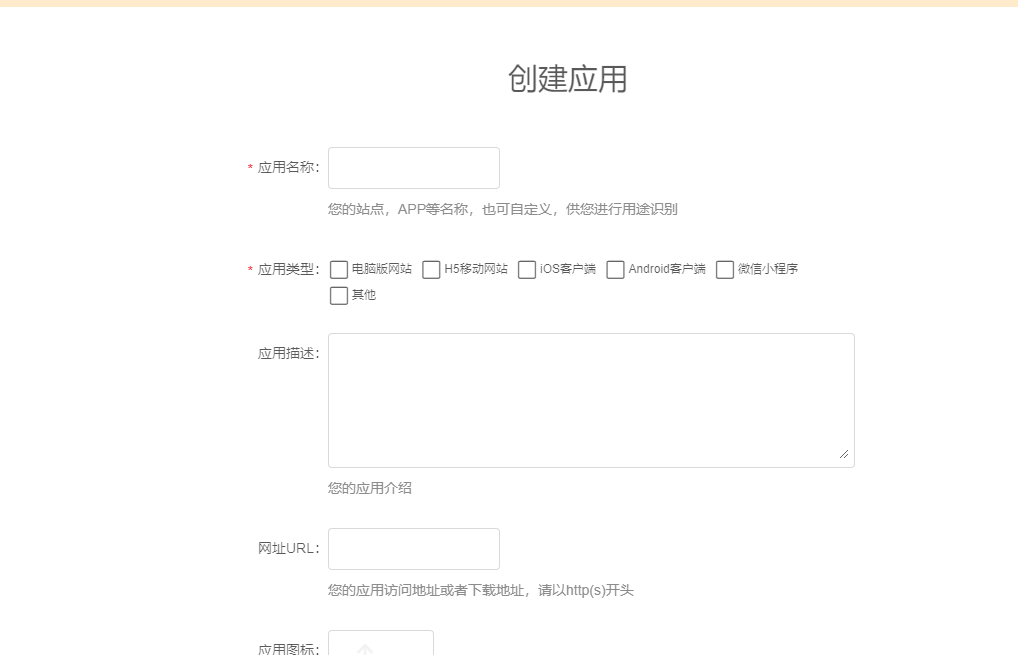 创建应用
* 应用名称:
您的站点，APP等名称，也可自定义，供您进行用途识别
* 应用类型: 电脑版网站 H5移动网站 iOS客户端 Android客户端 微信小程序
其他
应用描述:
您的应用介绍
网址URL:
您的应用访问地址或者下载地址，请以http(s)开头
应用图标: